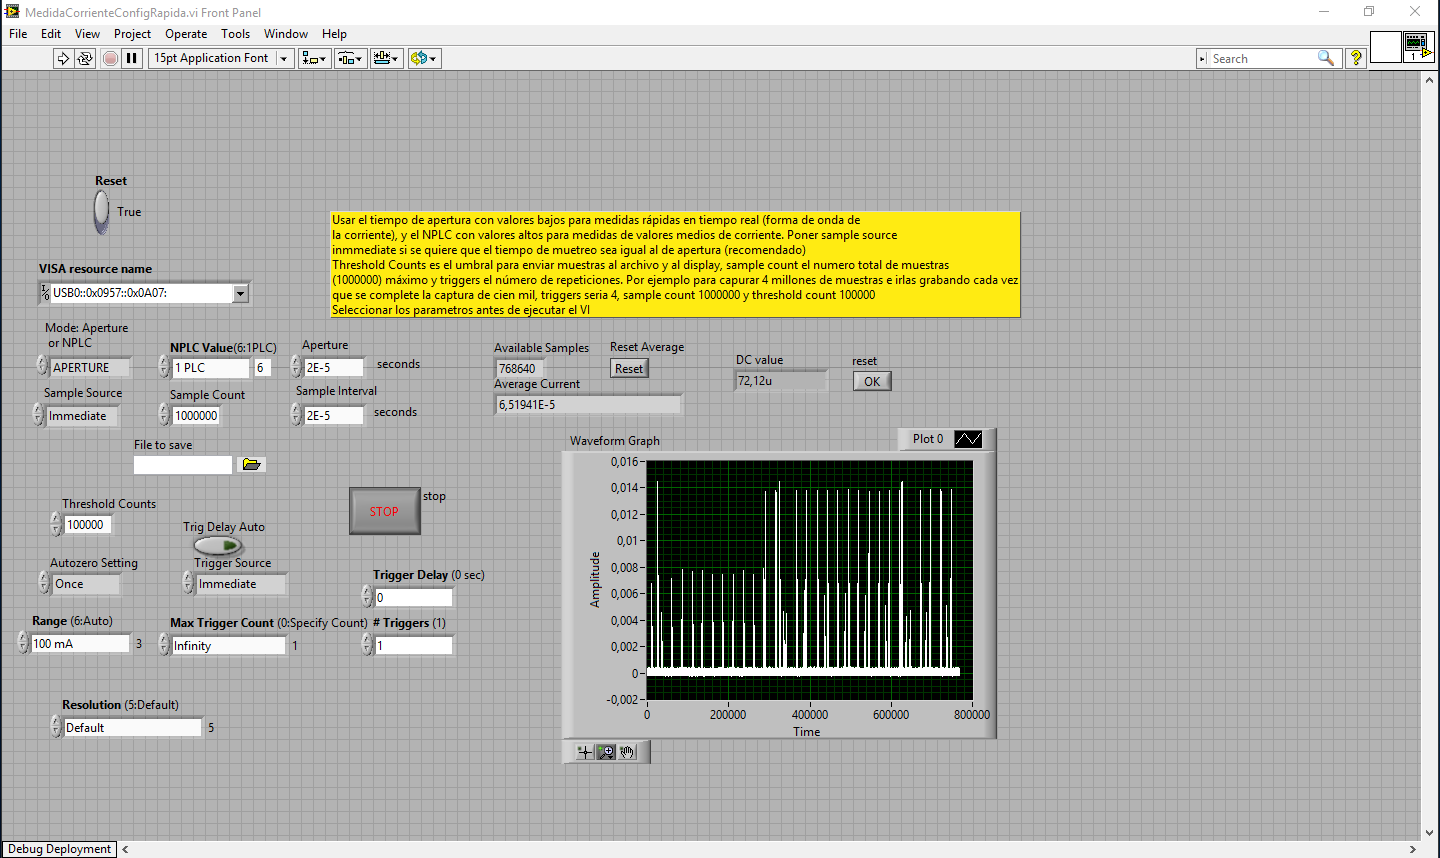 MedidaCorrienteConfigRapida.vi Front Panel
File Edit View Project Operate Tools Window Help
15pt Application Font
Search
?
1
Reset
True
Usar el tiempo de apertura con valores bajos para medidas rápidas en tiempo real (forma de onda de
la corriente), y el NPLC con valores altos para medidas de valores medios de corriente. Poner sample source
inmmediate si se quiere que el tiempo de muetreo sea igual al de apertura (recomendado)
Threshold Counts es el umbral para enviar muestras al archivo y al display, sample count el numero total de muestras
(1000000) máximo y triggers el número de repeticiones. Por ejemplo para capurar 4 millones de muestras e irlas grabando cada vez
que se complete la captura de cien mil, triggers seria 4, sample count 1000000 y threshold count 100000
Seleccionar los parametros antes de ejecutar el VI
VISA resource name
I/0 USB0::0x0957::0x0A07:
Mode: Aperture
or NPLC
APERTURE
NPLC Value(6:1PLC)
1 PLC 6
Aperture
2E-5 seconds
Available Samples
768640
Reset Average
Reset
DC value
72,12u
reset
OK
Sample Source
Immediate
Sample Count
1000000
Sample Interval
2E-5 seconds
Average Current
6,51941E-5
File to save
Waveform Graph
Plot 0
Threshold Counts
100000
Trig Delay Auto
STOP
stop
Autozero Setting
Once
Trigger Source
Immediate
Trigger Delay (0 sec)
0
Range (6:Auto)
100 mA 3
Max Trigger Count (0:Specify Count)
Infinity 1
# Triggers (1)
1
Resolution (5:Default)
Default 5
Amplitude
0,016
0,014
0,012
0,01
0,008
0,006
0,004
0,002
0
-0,002
0 200000 400000 600000 800000
Time
Debug Deployment